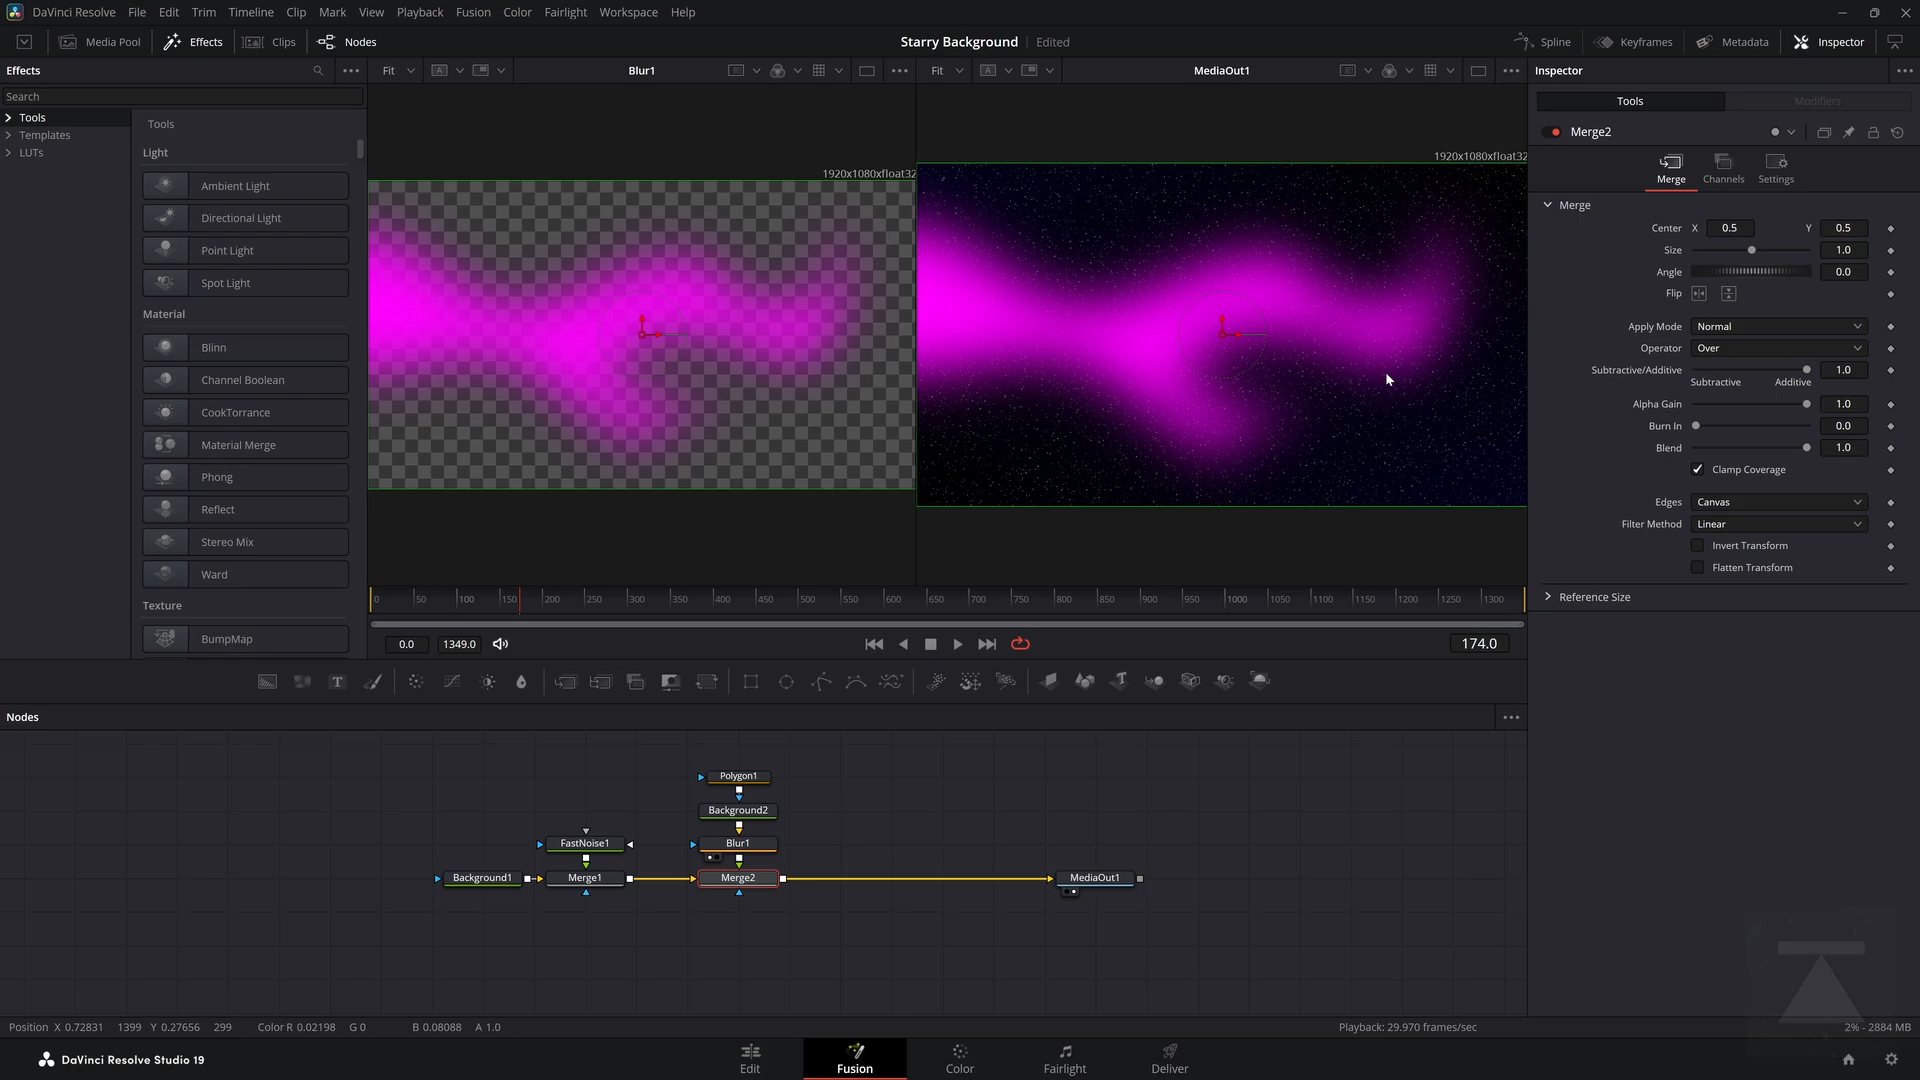 DaVinci Resolve File Edit Trim Timeline Clip Mark View Playback Fusion Color Fairlight Workspace Help
Media Pool Effects Clips Nodes Starry Background Edited Spline Keyframes Metadata Inspector
Effects Fit Blur1 Fit MediaOut1 Inspector
Search
Tools
Templates
LUTs
Tools
Light
Ambient Light
Directional Light
Point Light
Spot Light
Material
Blinn
Channel Boolean
CookTorrance
Material Merge
Phong
Reflect
Stereo Mix
Ward
Texture
BumpMap
1920x1080xfloat32
1920x1080xfloat32
Tools Modifiers
Merge2
Merge Channels Settings
Merge
Center X 0.5 Y 0.5
Size 1.0
Angle 0.0
Flip
Apply Mode Normal
Operator Over
Subtractive/Additive 1.0
Subtractive Additive
Alpha Gain 1.0
Burn In 0.0
Blend 1.0
Clamp Coverage
Edges Canvas
Filter Method Linear
Invert Transform
Flatten Transform
Reference Size
0 50 100 150 200 250 300 350 400 450 500 550 600 650 700 750 800 850 900 950 1000 1050 1100 1150 1200 1250 1300
0.0 1349.0 174.0
Nodes
Polygon1
Background2
FastNoise1 Blur1
Background1 Merge1 Merge2 MediaOut1
Position X 0.72831 1399 Y 0.27656 299 Color R 0.02198 G 0 B 0.08088 A 1.0 Playback: 29.970 frames/sec 2% - 2884 MB
DaVinci Resolve Studio 19
Edit Fusion Color Fairlight Deliver